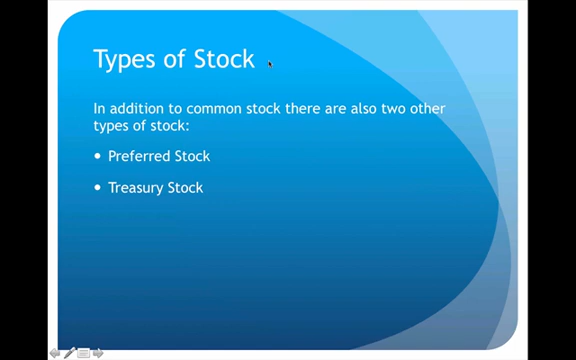 Types of Stock
In addition to common stock there are also two other
types of stock:
• Preferred Stock
• Treasury Stock